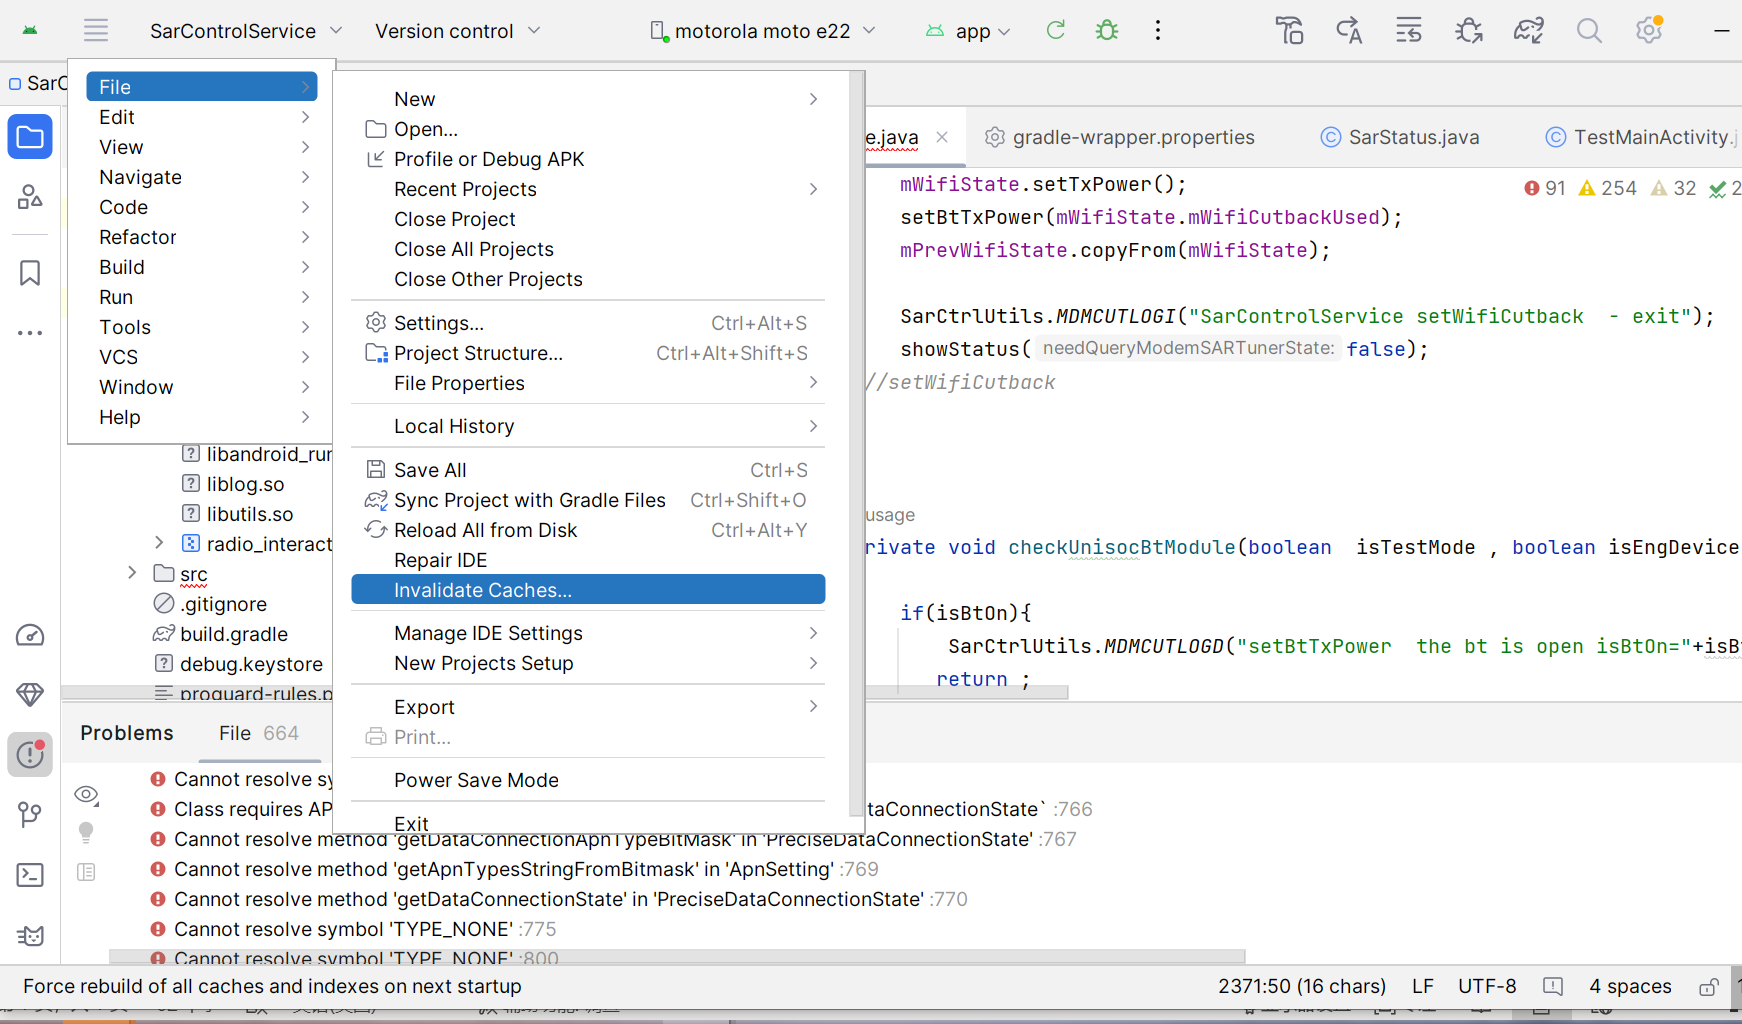 SarControlService
Version control
motorola moto e22
app
File
Edit
View
Navigate
Code
Refactor
Build
Run
Tools
VCS
Window
Help
New
Open...
Profile or Debug APK
Recent Projects
Close Project
Close All Projects
Close Other Projects
Settings... Ctrl+Alt+S
Project Structure... Ctrl+Alt+Shift+S
File Properties
Local History
Save All Ctrl+S
Sync Project with Gradle Files Ctrl+Shift+O
Reload All from Disk Ctrl+Alt+Y
Repair IDE
Invalidate Caches...
Manage IDE Settings
New Projects Setup
Export
Print...
Power Save Mode
Exit
SarC
e.java
gradle-wrapper.properties
SarStatus.java
TestMainActivity.j
91 254 32 2
mWifiState.setTxPower();
setBtTxPower(mWifiState.mWifiCutbackUsed);
mPrevWifiState.copyFrom(mWifiState);
SarCtrlUtils.MDMCUTLOGI("SarControlService setWifiCutback  - exit");
showStatus( needQueryModemSARTunerState: false);
//setWifiCutback
usage
rivate void checkUnisocBtModule(boolean  isTestMode , boolean isEngDevice
if(isBtOn){
SarCtrlUtils.MDMCUTLOGD("setBtTxPower  the bt is open isBtOn="+isB
return ;
libandroid_rur
liblog.so
libutils.so
radio_interact
src
.gitignore
build.gradle
debug.keystore
proguard-rules.p
Problems
File 664
Cannot resolve sy
Class requires AP
taConnectionState` :766
Cannot resolve method 'getDataConnectionApnTypeBitMask' in 'PreciseDataConnectionState' :767
Cannot resolve method 'getApnTypesStringFromBitmask' in 'ApnSetting' :769
Cannot resolve method 'getDataConnectionState' in 'PreciseDataConnectionState' :770
Cannot resolve symbol 'TYPE_NONE' :775
Cannot resolve symbol 'TYPE_NONE' :800
Force rebuild of all caches and indexes on next startup
2371:50 (16 chars)
LF
UTF-8
4 spaces